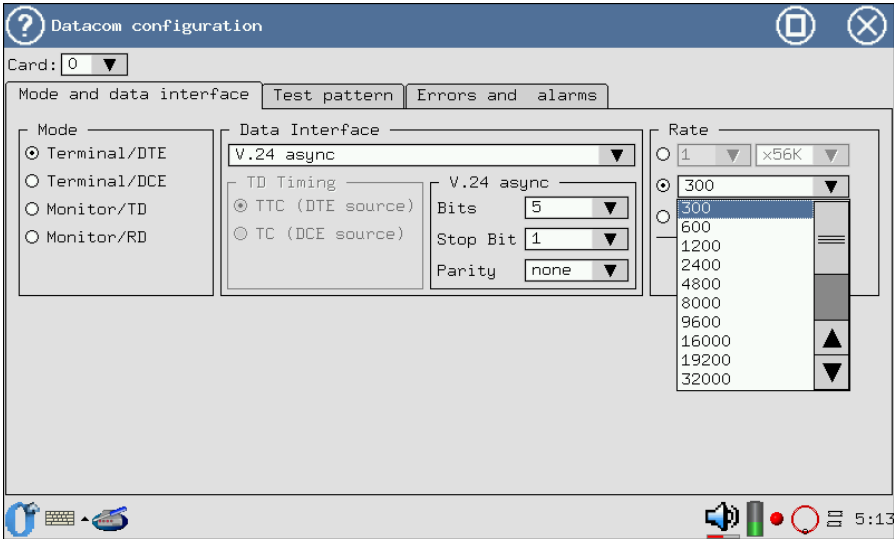 Datacom configuration
Card: 0
Mode and data interface Test pattern Errors and alarms
Mode
Terminal/DTE
Terminal/DCE
Monitor/TD
Monitor/RD
Data Interface
V.24 async
TD Timing
TTC (DTE source)
TC (DCE source)
V.24 async
Bits 5
Stop Bit 1
Parity none
Rate
1 x56K
300
300
600
1200
2400
4800
8000
9600
16000
19200
32000
5:13